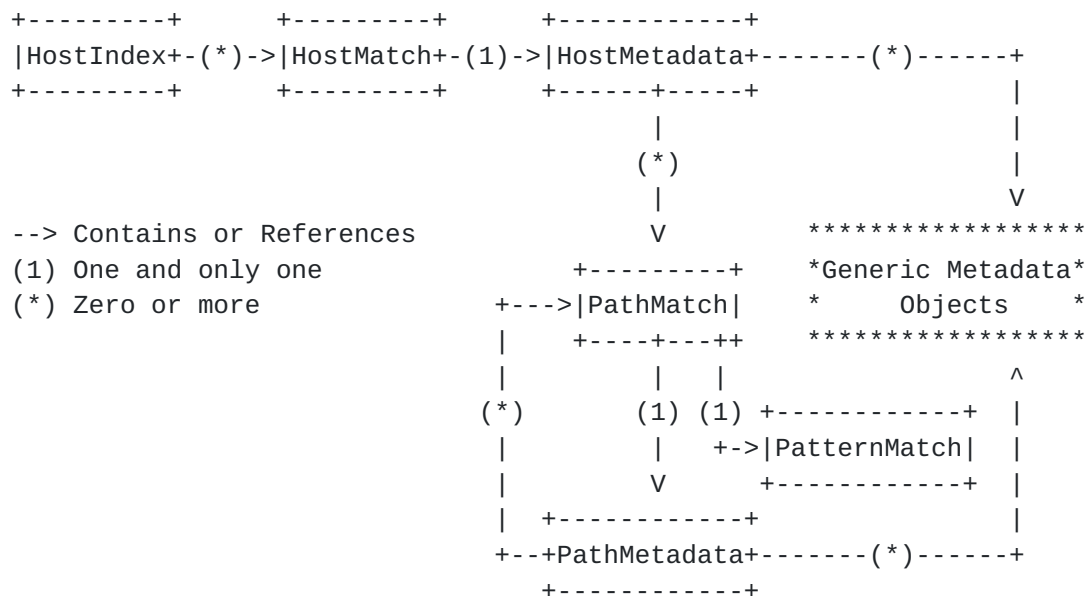 +---------+      +---------+      +------------+
|HostIndex+-(*)->|HostMatch+-(1)->|HostMetadata+-------(*)------+
+---------+      +---------+      +------+-----+                |
                                         |                      |
                                        (*)                     |
                                         |                      V
--> Contains or References               V         ******************
(1) One and only one                +---------+    *Generic Metadata*
(*) Zero or more               +--->|PathMatch|    *     Objects    *
                               |    +----+---++    ******************
                               |         |   |                  ^
                              (*)       (1) (1) +------------+  |
                               |         |   +->|PatternMatch|  |
                               |         V      +------------+  |
                               |  +------------+                |
                               +--+PathMetadata+-------(*)------+
                                  +------------+